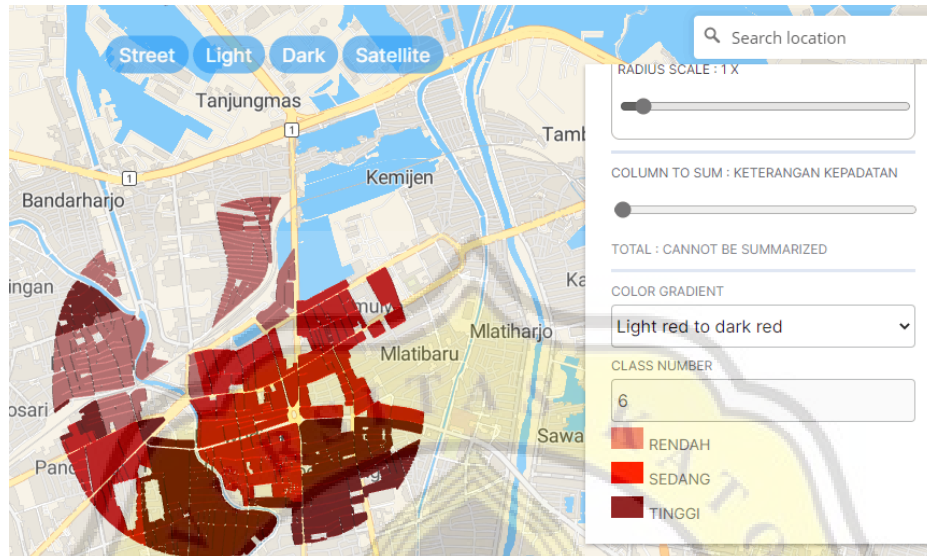 Street Light Dark Satellite
Search location
RADIUS SCALE : 1 X
Tanjungmas
1
Tamb
COLUMN TO SUM : KETERANGAN KEPADATAN
Kemijen
1
Bandarharjo
TOTAL : CANNOT BE SUMMARIZED
ingan
Ka
COLOR GRADIENT
Light red to dark red
Mlatiharjo
Mlatibaru
CLASS NUMBER
6
osari
Sawa
RENDAH
Pand
SEDANG
TINGGI